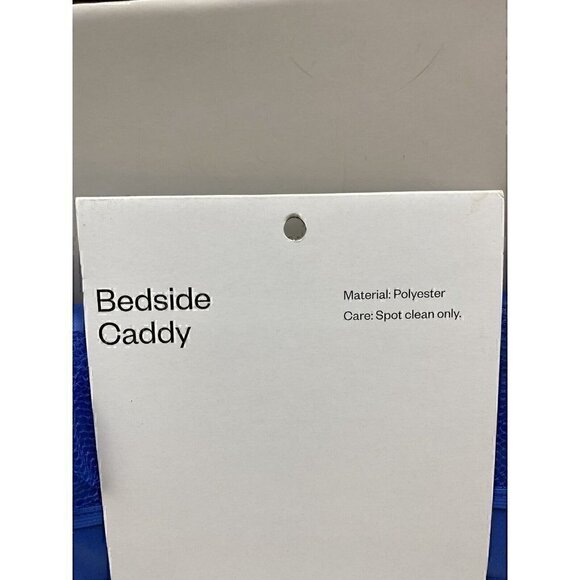 Bedside
Caddy
Material: Polyester
Care: Spot clean only.